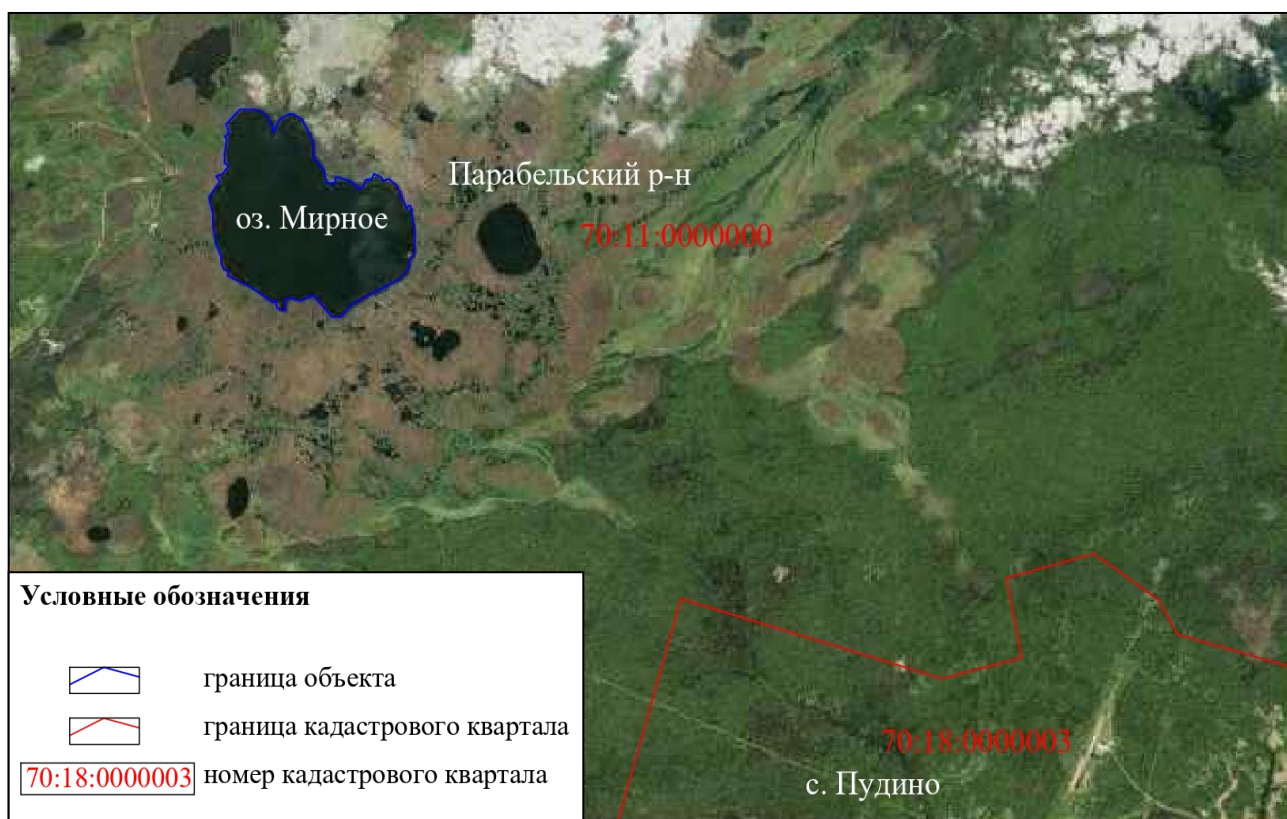 Парабельский р-н
оз. Мирное
70:11:0000000
Условные обозначения
граница объекта
граница кадастрового квартала
70:18:0000003 номер кадастрового квартала
70:18:0000003
с. Пудино